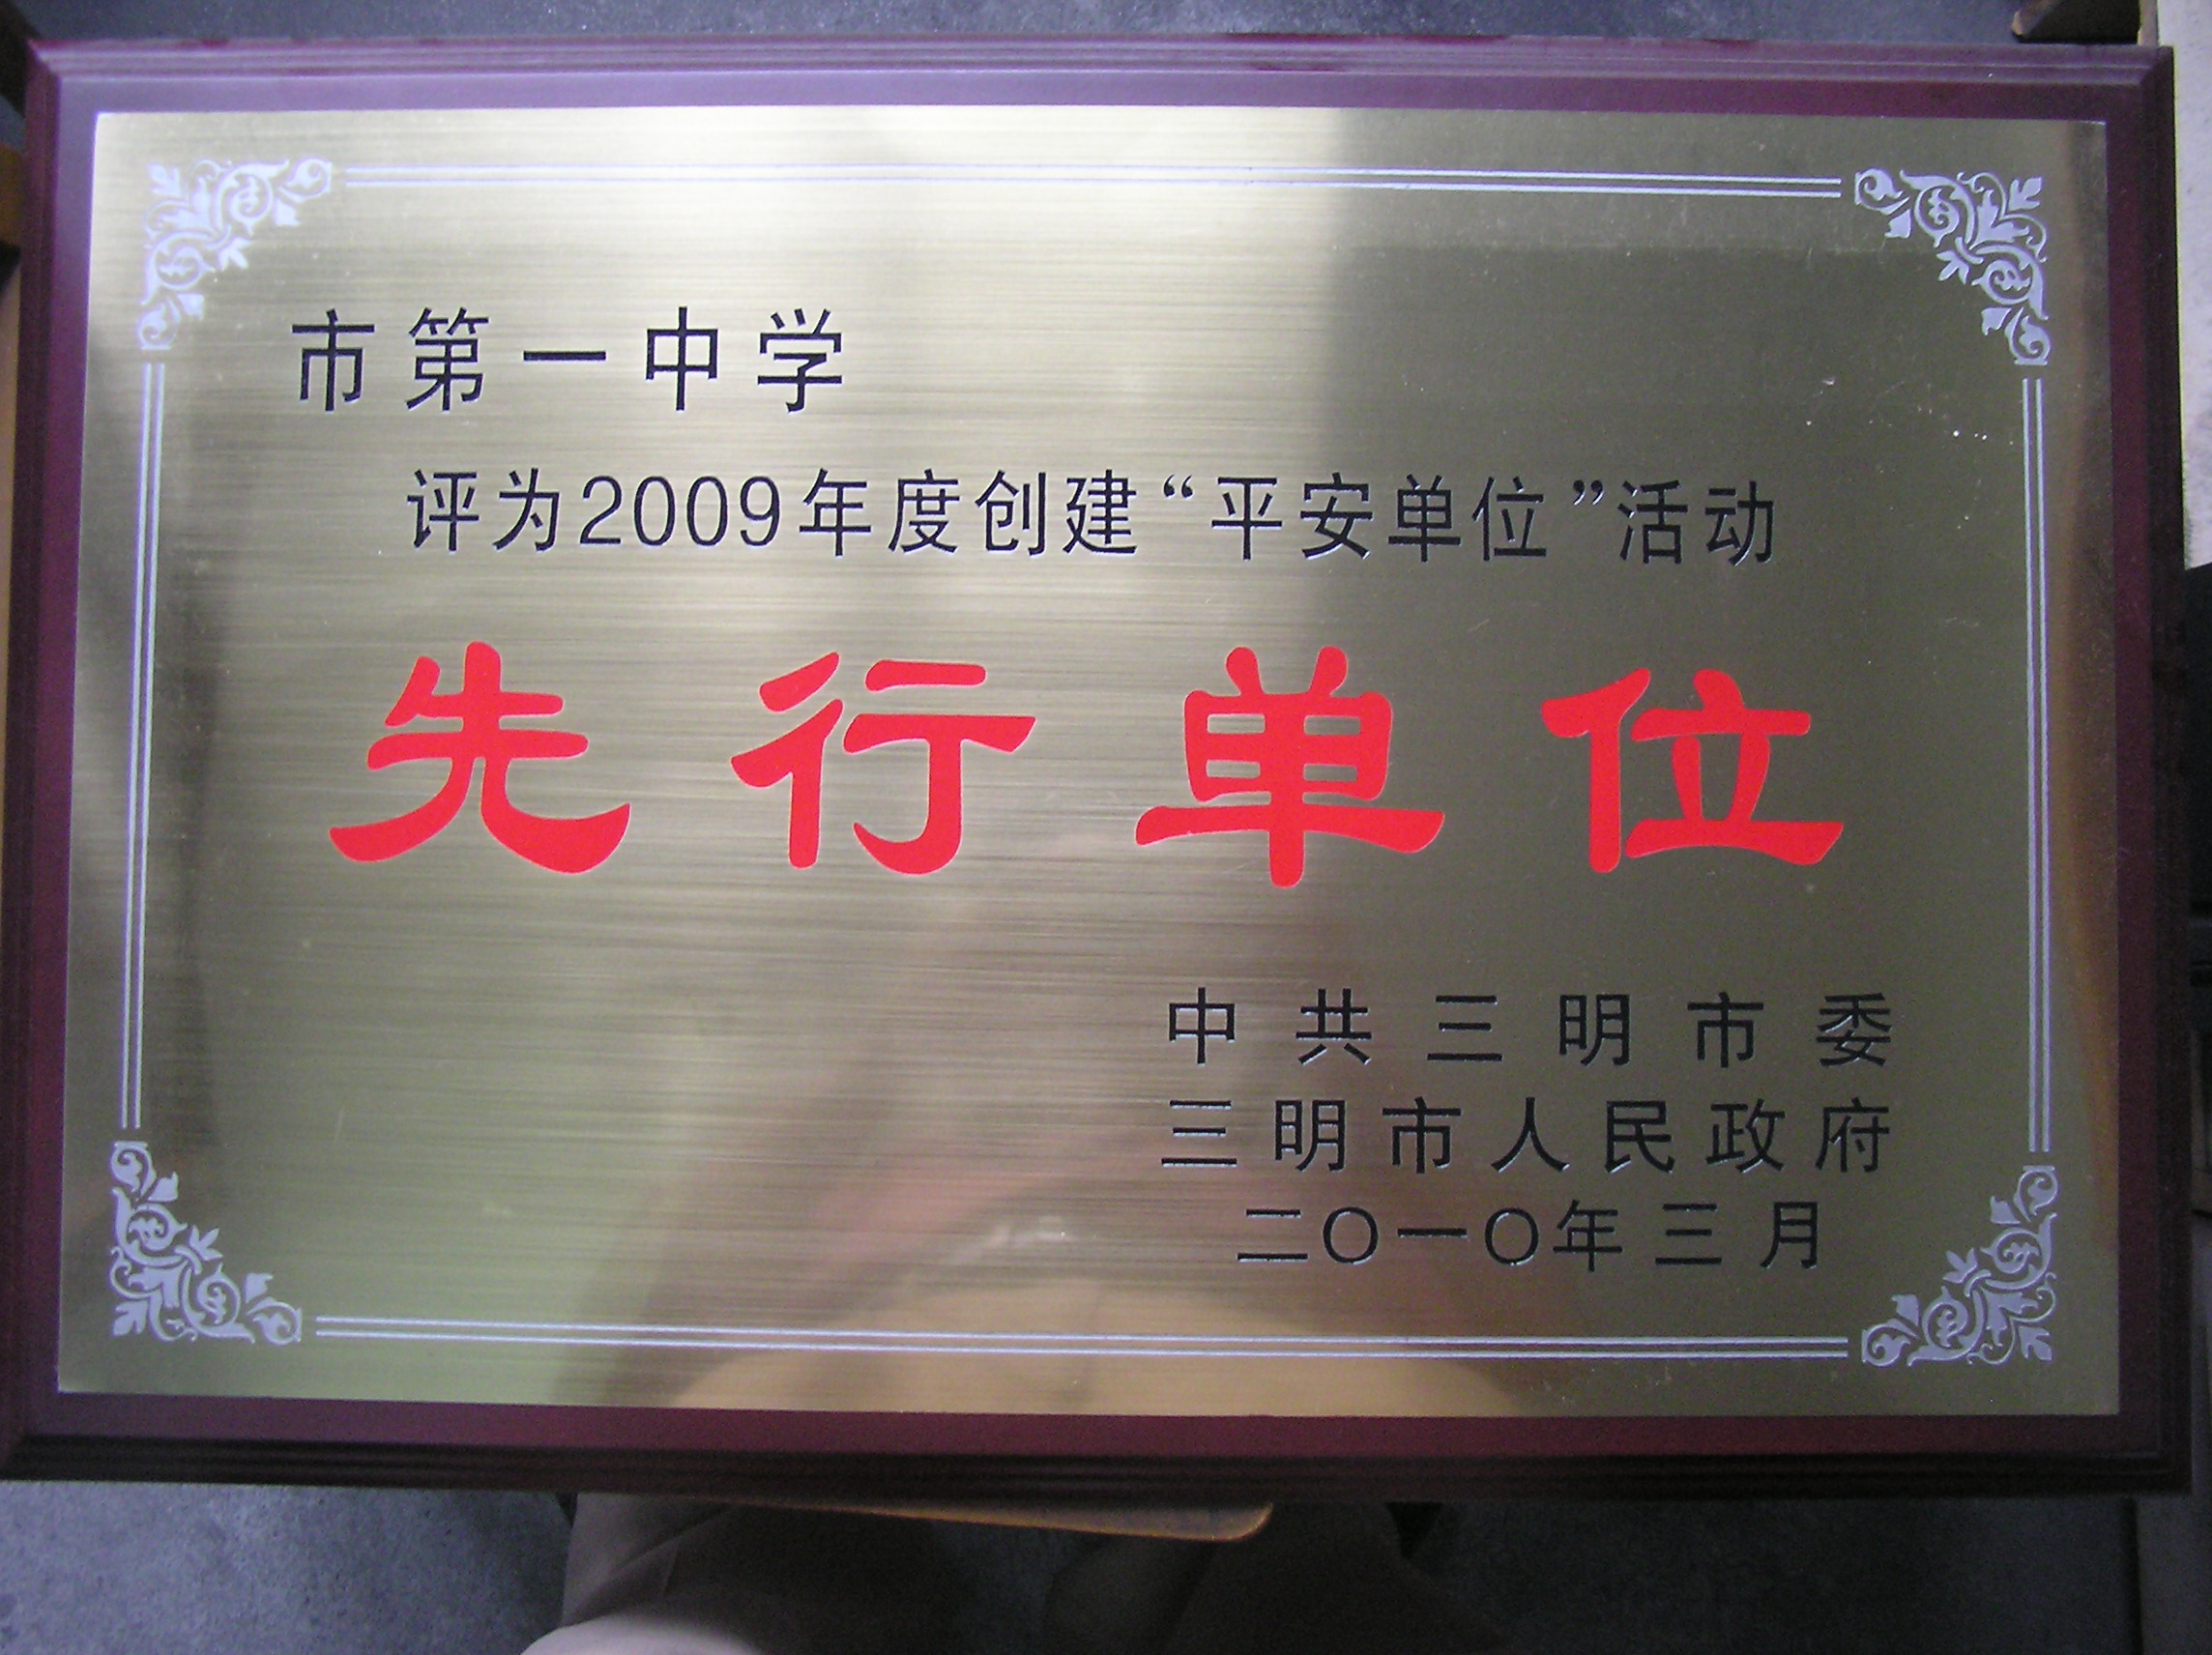 市第一中学
评为2009年度创建“平安单位”活动
先行单位
中共三明市委
三明市人民政府
二〇一〇年三月